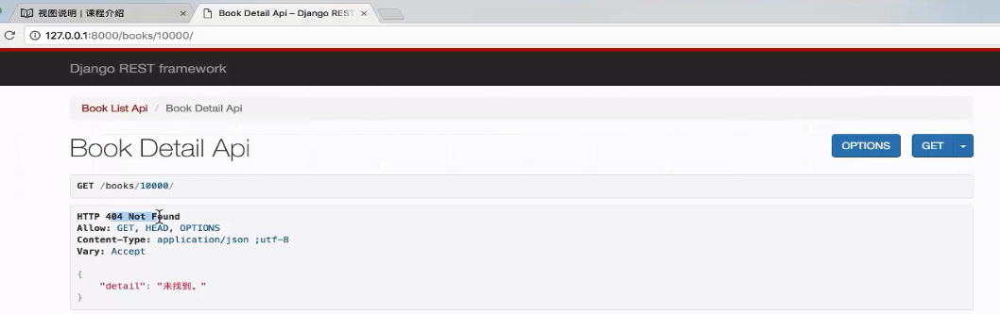 视图说明 | 课程介绍
Book Detail Api – Django REST
127.0.0.1:8000/books/10000/
Django REST framework
Book List Api / Book Detail Api
Book Detail Api
OPTIONS
GET
GET /books/10000/
HTTP 404 Not Found
Allow: GET, HEAD, OPTIONS
Content-Type: application/json ;utf-8
Vary: Accept
{
"detail": "未找到。"
}